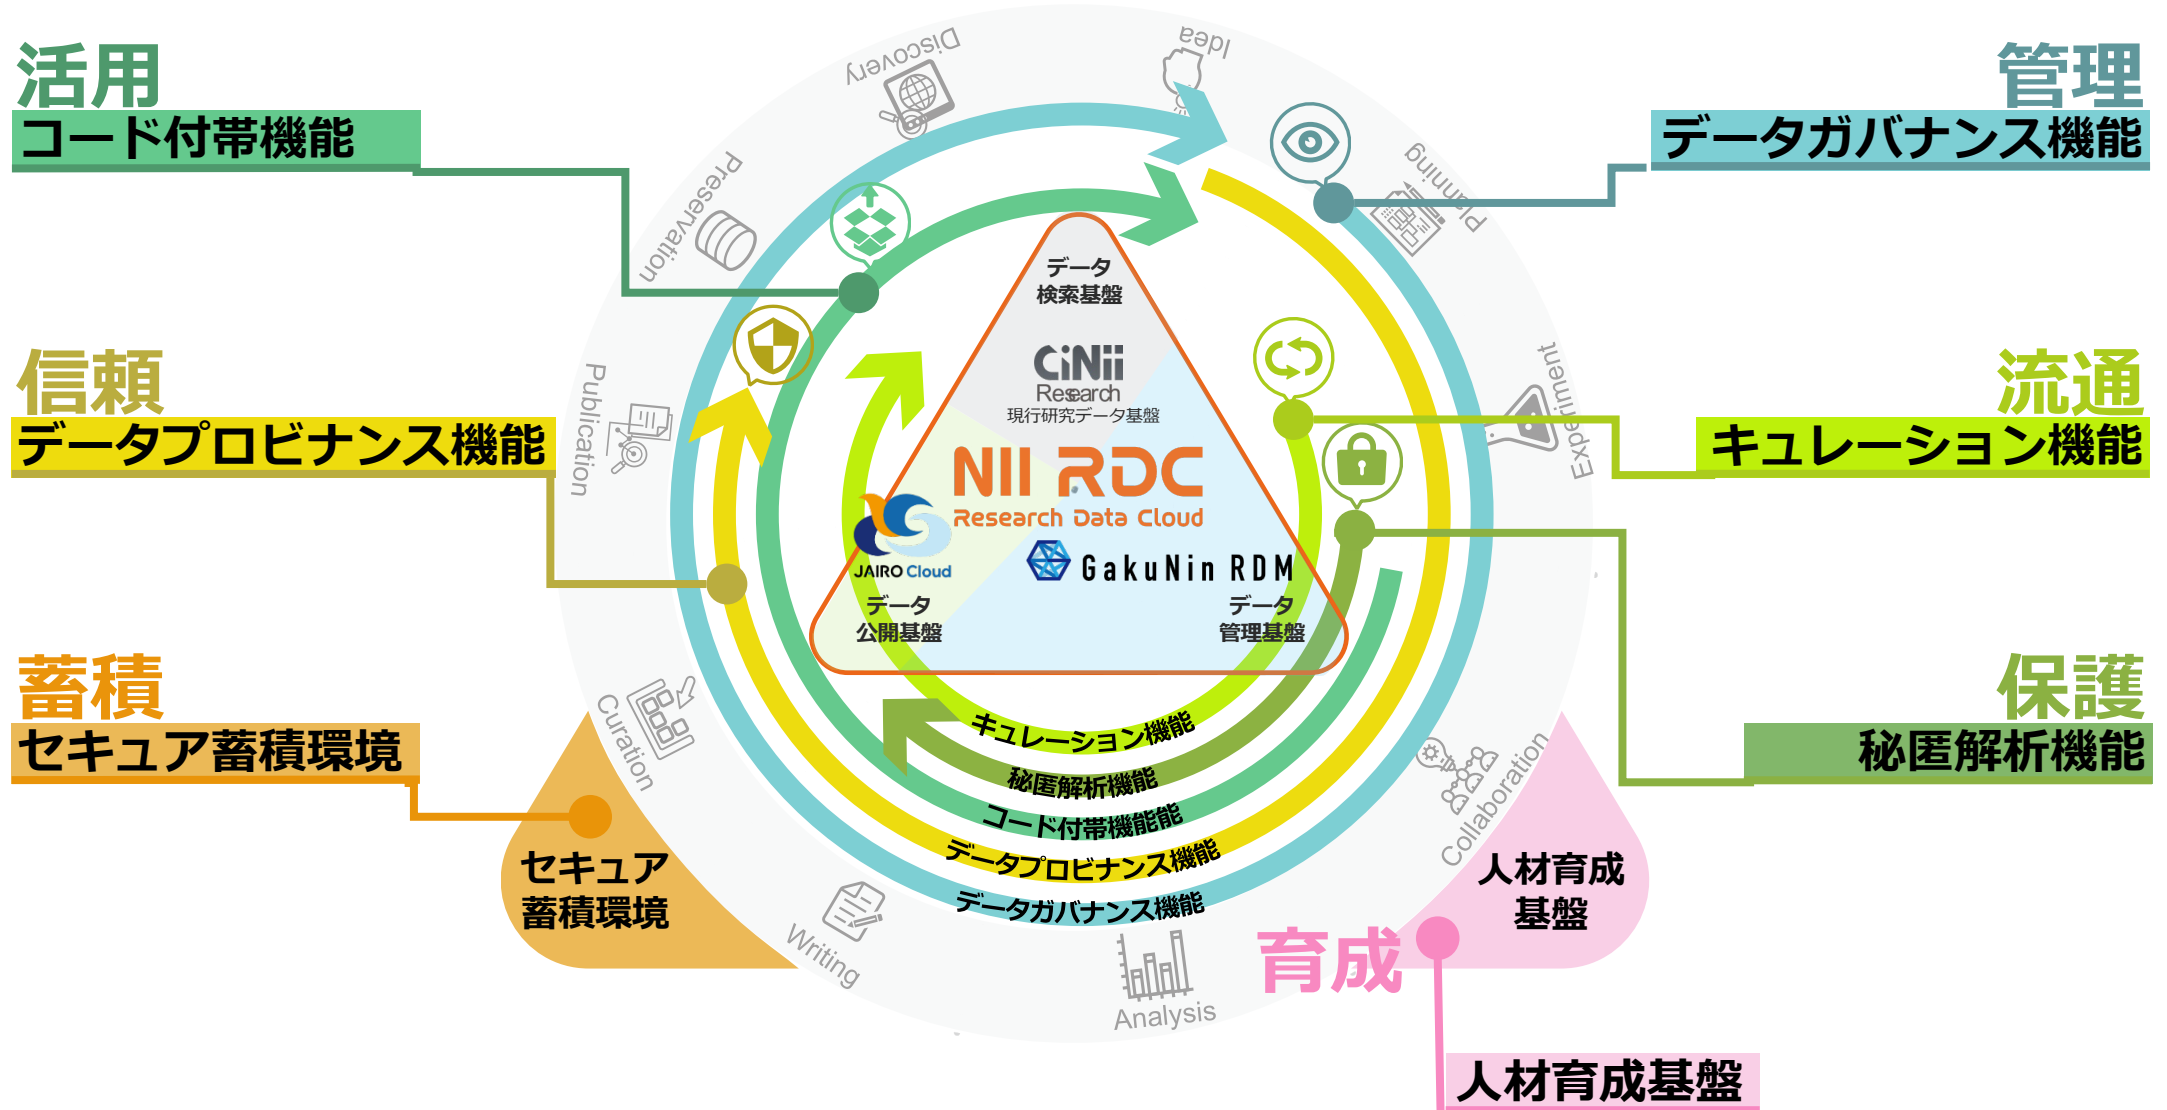 活用
コード付帯機能
信頼
データプロビナンス機能
蓄積
セキュア蓄積環境
管理
データガバナンス機能
流通
キュレーション機能
保護
秘匿解析機能
育成
人材育成基盤
Idea
Planning
Experiment
Collaboration
Analysis
Writing
Curation
Publication
Preservation
Discovery
データ
検索基盤
CiNii
Research
現行研究データ基盤
NII RDC
Research Data Cloud
JAIRO Cloud
データ
公開基盤
GakuNin RDM
データ
管理基盤
キュレーション機能
秘匿解析機能
コード付帯機能能
データプロビナンス機能
データガバナンス機能
セキュア
蓄積環境
人材育成
基盤